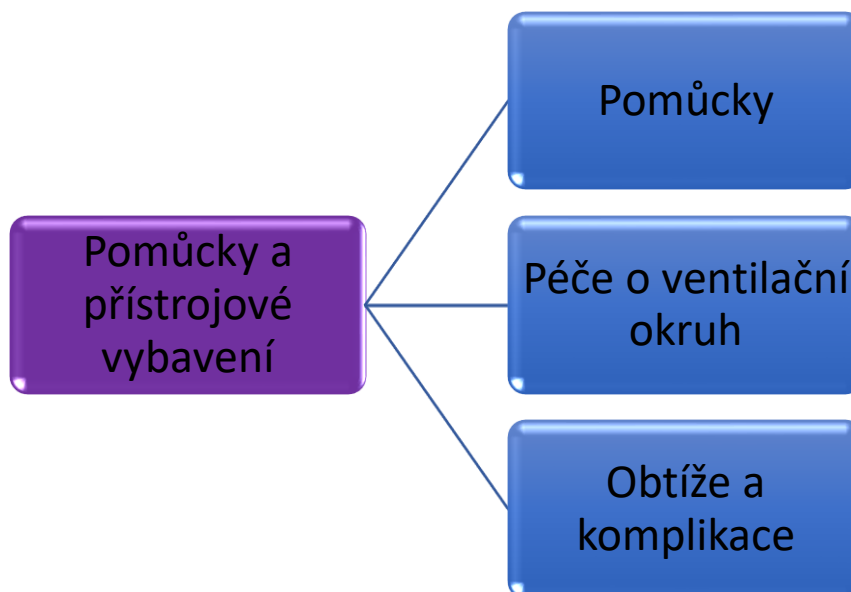 Pomůcky a
přístrojové
vybavení
Pomůcky
Péče o ventilační
okruh
Obtíže a
komplikace